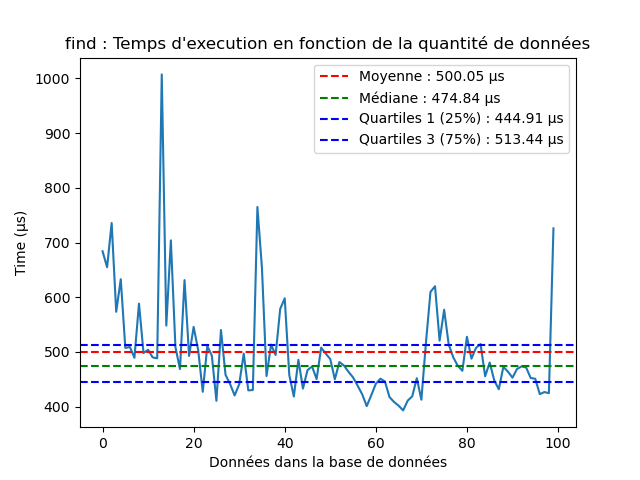 find : Temps d'execution en fonction de la quantité de données
Moyenne : 500.05 µs
Médiane : 474.84 µs
Quartiles 1 (25%) : 444.91 µs
Quartiles 3 (75%) : 513.44 µs
Time (µs)
1000
900
800
700
600
500
400
0 20 40 60 80 100
Données dans la base de données